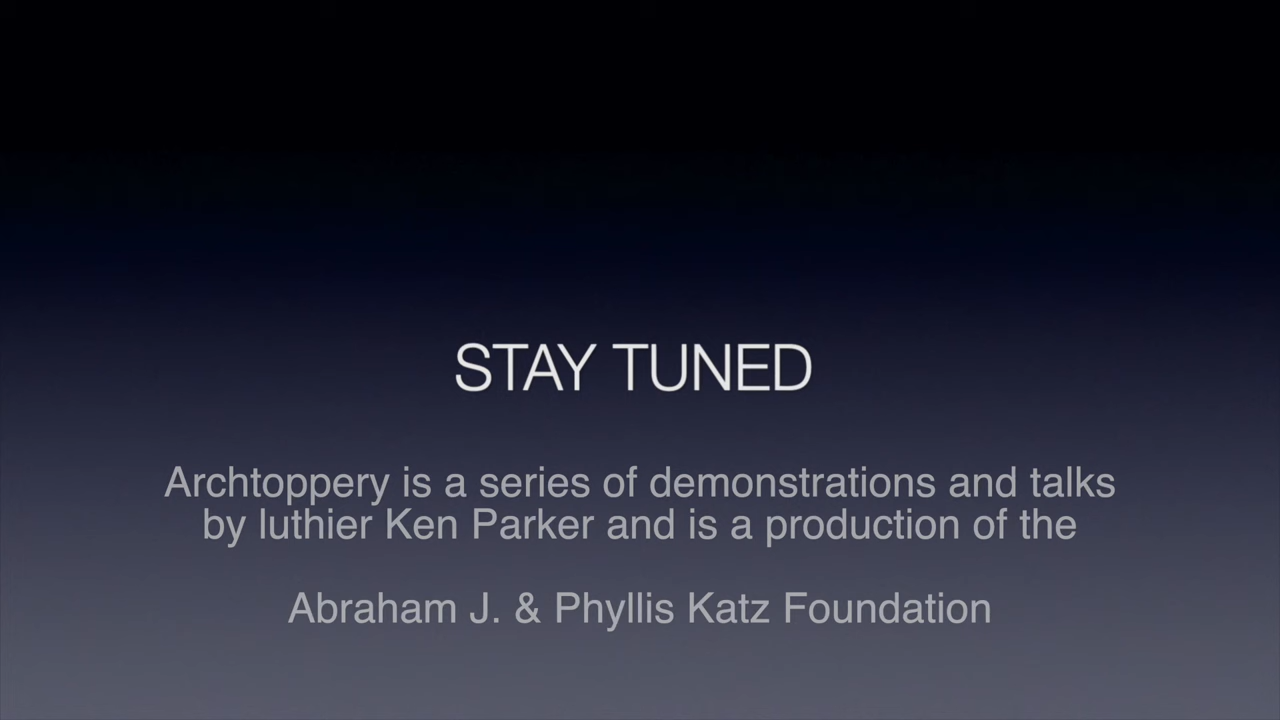 STAY TUNED
Archtoppery is a series of demonstrations and talks
by luthier Ken Parker and is a production of the
Abraham J. & Phyllis Katz Foundation